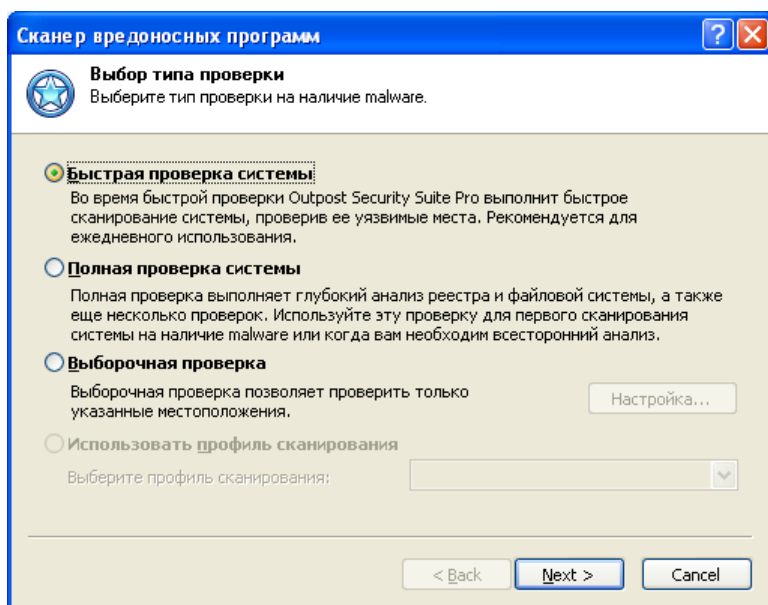 Сканер вредоносных программ
Выбор типа проверки
Выберите тип проверки на наличие malware.
Быстрая проверка системы
Во время быстрой проверки Outpost Security Suite Pro выполнит быстрое
сканирование системы, проверив ее уязвимые места. Рекомендуется для
ежедневного использования.
Полная проверка системы
Полная проверка выполняет глубокий анализ реестра и файловой системы, а также
еще несколько проверок. Используйте эту проверку для первого сканирования
системы на наличие malware или когда вам необходим всесторонний анализ.
Выборочная проверка
Выборочная проверка позволяет проверить только
указанные местоположения.
Настройка...
Использовать профиль сканирования
Выберите профиль сканирования:
< Back
Next >
Cancel